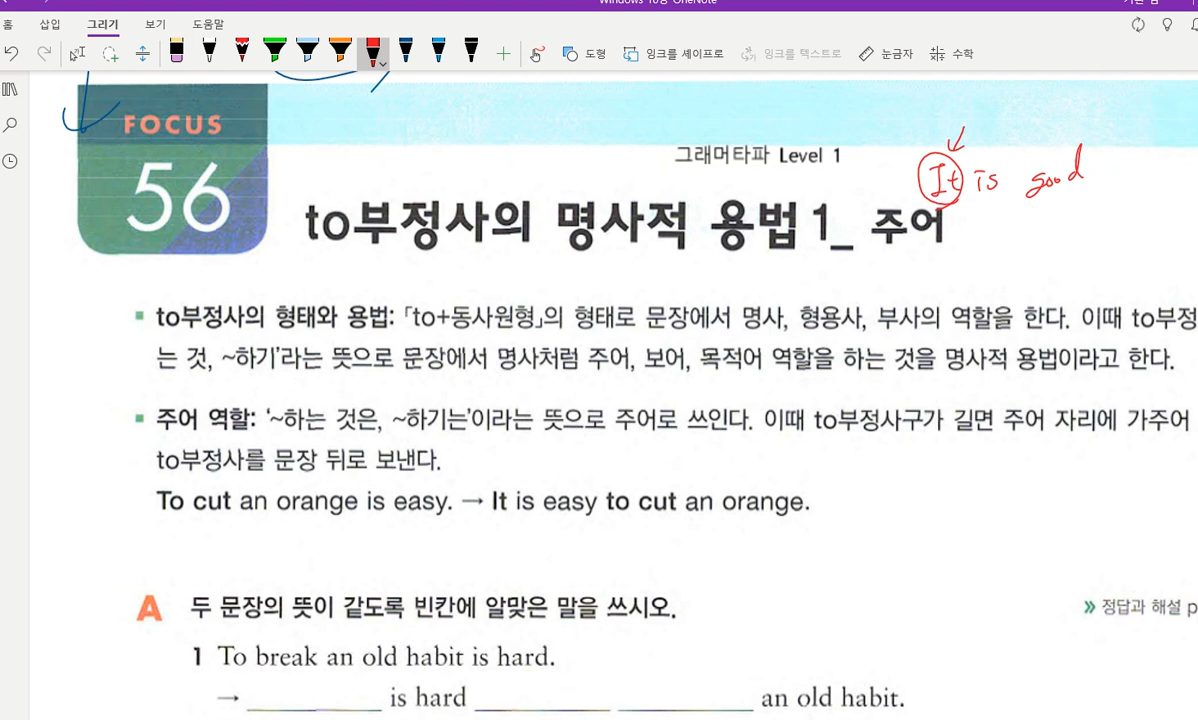 Windows 10용 OneNote
홈 삽입 그리기 보기 도움말
도형 잉크를 셰이프로 잉크를 텍스트로 눈금자 수학
FOCUS
56
그래머타파 Level 1
It is good
to부정사의 명사적 용법 1_ 주어
▪ to부정사의 형태와 용법: 「to+동사원형」의 형태로 문장에서 명사, 형용사, 부사의 역할을 한다. 이때 to부정
는 것, ~하기'라는 뜻으로 문장에서 명사처럼 주어, 보어, 목적어 역할을 하는 것을 명사적 용법이라고 한다.
▪ 주어 역할: '~하는 것은, ~하기는'이라는 뜻으로 주어로 쓰인다. 이때 to부정사구가 길면 주어 자리에 가주어
to부정사를 문장 뒤로 보낸다.
To cut an orange is easy. → It is easy to cut an orange.
A 두 문장의 뜻이 같도록 빈칸에 알맞은 말을 쓰시오.
» 정답과 해설 p
1 To break an old habit is hard.
→ ________ is hard ________ ________ an old habit.